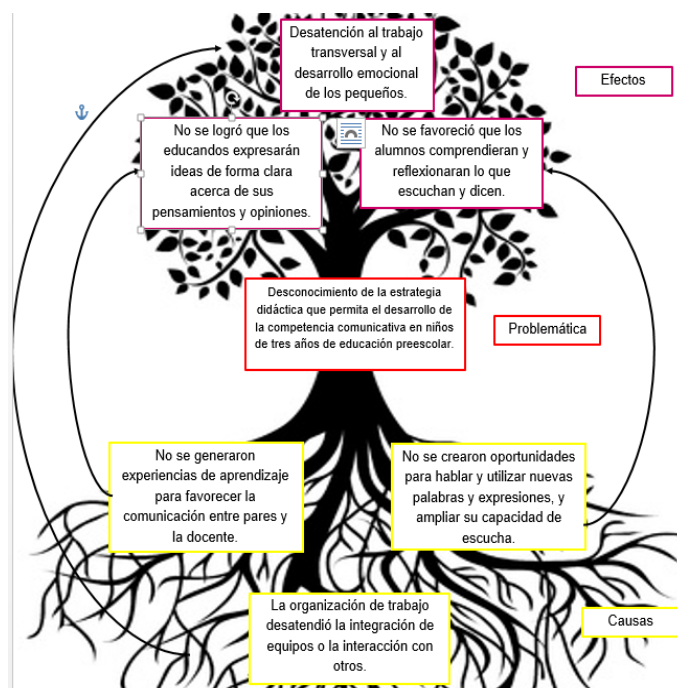 Desatención al trabajo
transversal y al
desarrollo emocional
de los pequeños.
Efectos
No se logró que los
educandos expresarán
ideas de forma clara
acerca de sus
pensamientos y opiniones.
No se favoreció que los
alumnos comprendieran y
reflexionaran lo que
escuchan y dicen.
Desconocimiento de la estrategia
didáctica que permita el desarrollo de
la competencia comunicativa en niños
de tres años de educación preescolar.
Problemática
No se generaron
experiencias de aprendizaje
para favorecer la
comunicación entre pares y
la docente.
No se crearon oportunidades
para hablar y utilizar nuevas
palabras y expresiones, y
ampliar su capacidad de
escucha.
La organización de trabajo
desatendió la integración de
equipos o la interacción con
otros.
Causas